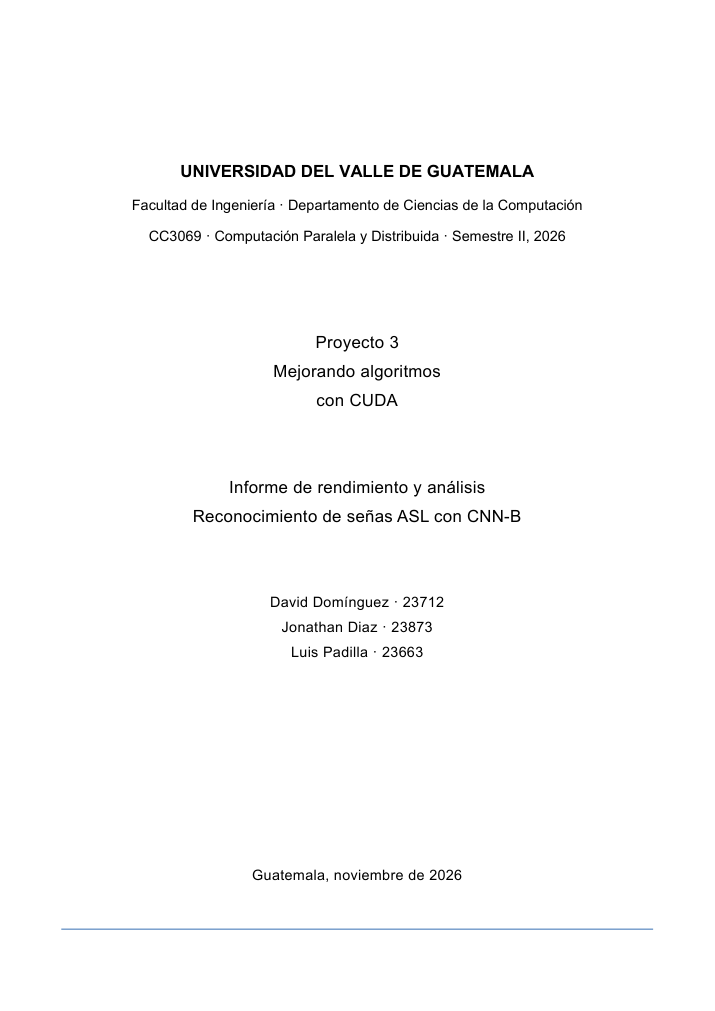 UNIVERSIDAD DEL VALLE DE GUATEMALA
Facultad de Ingeniería · Departamento de Ciencias de la Computación
CC3069 · Computación Paralela y Distribuida · Semestre II, 2026
Proyecto 3
Mejorando algoritmos
con CUDA
Informe de rendimiento y análisis
Reconocimiento de señas ASL con CNN-B
David Domínguez · 23712
Jonathan Diaz · 23873
Luis Padilla · 23663
Guatemala, noviembre de 2026